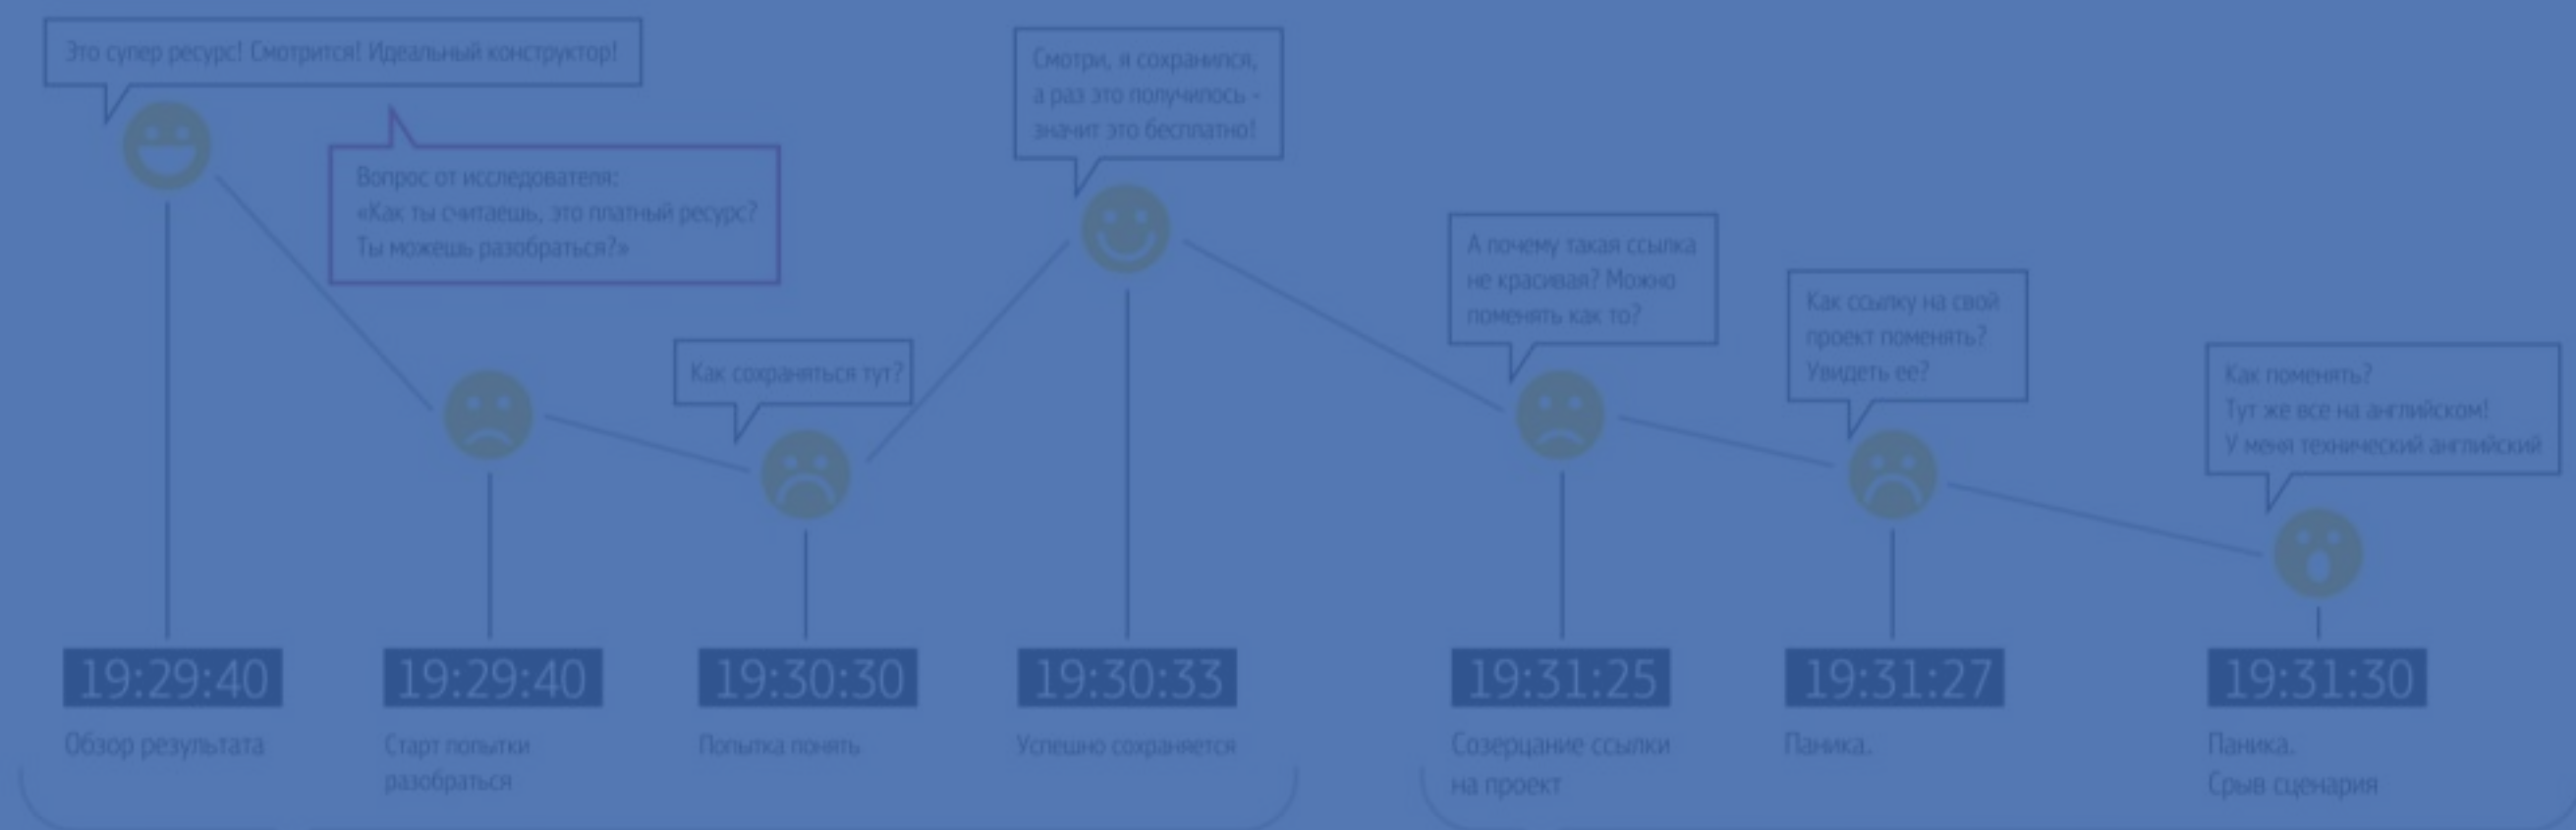 Это супер ресурс! Смотрится! Идеальный конструктор!
Вопрос от исследователя:
«Как ты считаешь, это платный ресурс?
Ты можешь разобраться?»
Как сохраняться тут?
Смотри, я сохранился,
а раз это получилось -
значит это бесплатно!
А почему такая ссылка
не красивая? Можно
поменять как то?
Как ссылку на свой
проект поменять?
Увидеть ее?
Как поменять?
Тут же все на английском!
У меня технический английский
19:29:40
Обзор результата
19:29:40
Старт попытки
разобраться
19:30:30
Попытка понять
19:30:33
Успешно сохраняется
19:31:25
Созерцание ссылки
на проект
19:31:27
Паника.
19:31:30
Паника.
Срыв сценария